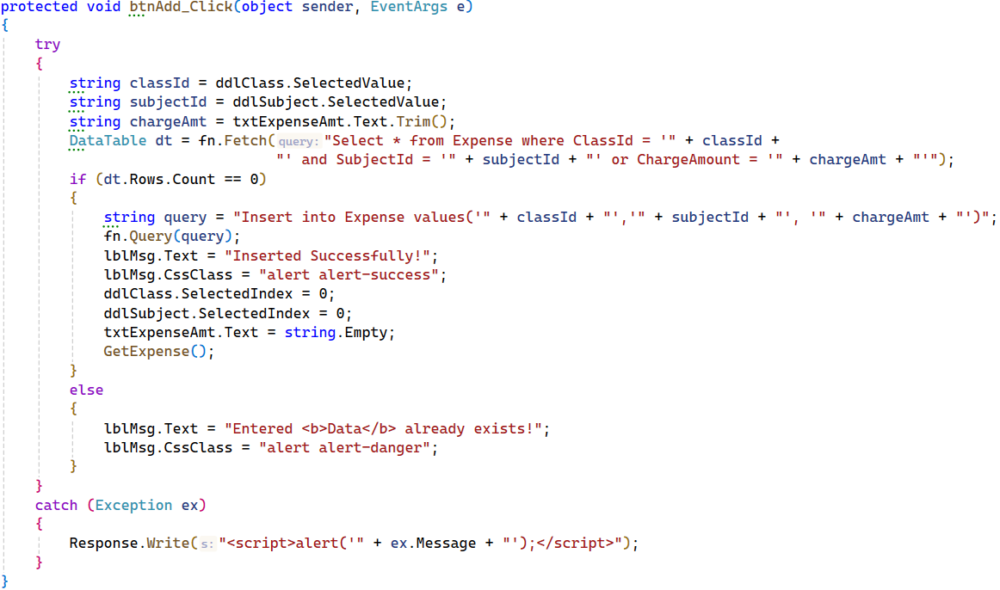 protected void btnAdd_Click(object sender, EventArgs e)
{
    try
    {
        string classId = ddlClass.SelectedValue;
        string subjectId = ddlSubject.SelectedValue;
        string chargeAmt = txtExpenseAmt.Text.Trim();
        DataTable dt = fn.Fetch(query: "Select * from Expense where ClassId = '" + classId +
                                "' and SubjectId = '" + subjectId + "' or ChargeAmount = '" + chargeAmt + "'");
        if (dt.Rows.Count == 0)
        {
            string query = "Insert into Expense values('" + classId + "','" + subjectId + "', '" + chargeAmt + "')";
            fn.Query(query);
            lblMsg.Text = "Inserted Successfully!";
            lblMsg.CssClass = "alert alert-success";
            ddlClass.SelectedIndex = 0;
            ddlSubject.SelectedIndex = 0;
            txtExpenseAmt.Text = string.Empty;
            GetExpense();
        }
        else
        {
            lblMsg.Text = "Entered <b>Data</b> already exists!";
            lblMsg.CssClass = "alert alert-danger";
        }
    }
    catch (Exception ex)
    {
        Response.Write(s: "<script>alert('" + ex.Message + "');</script>");
    }
}